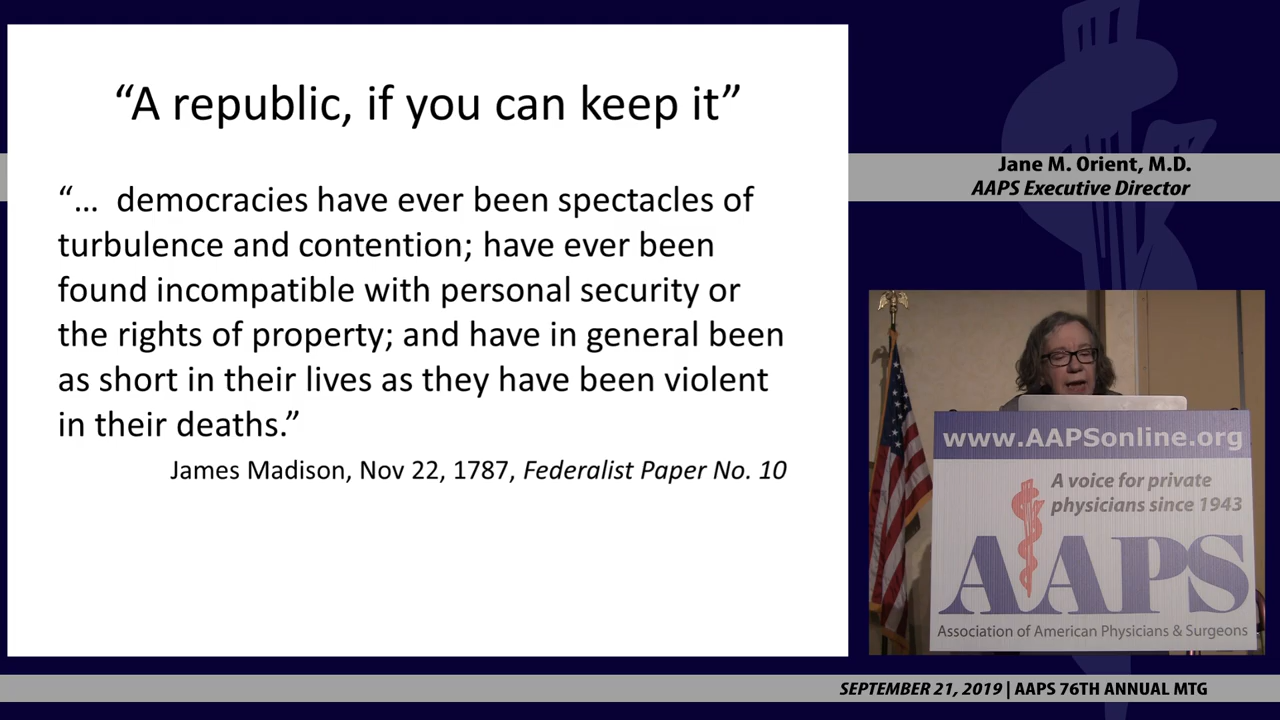 “A republic, if you can keep it”
“... democracies have ever been spectacles of
turbulence and contention; have ever been
found incompatible with personal security or
the rights of property; and have in general been
as short in their lives as they have been violent
in their deaths.”
James Madison, Nov 22, 1787, Federalist Paper No. 10
Jane M. Orient, M.D.
AAPS Executive Director
www.AAPSonline.org
A voice for private
physicians since 1943
AAPS
Association of American Physicians & Surgeons
SEPTEMBER 21, 2019 | AAPS 76TH ANNUAL MTG